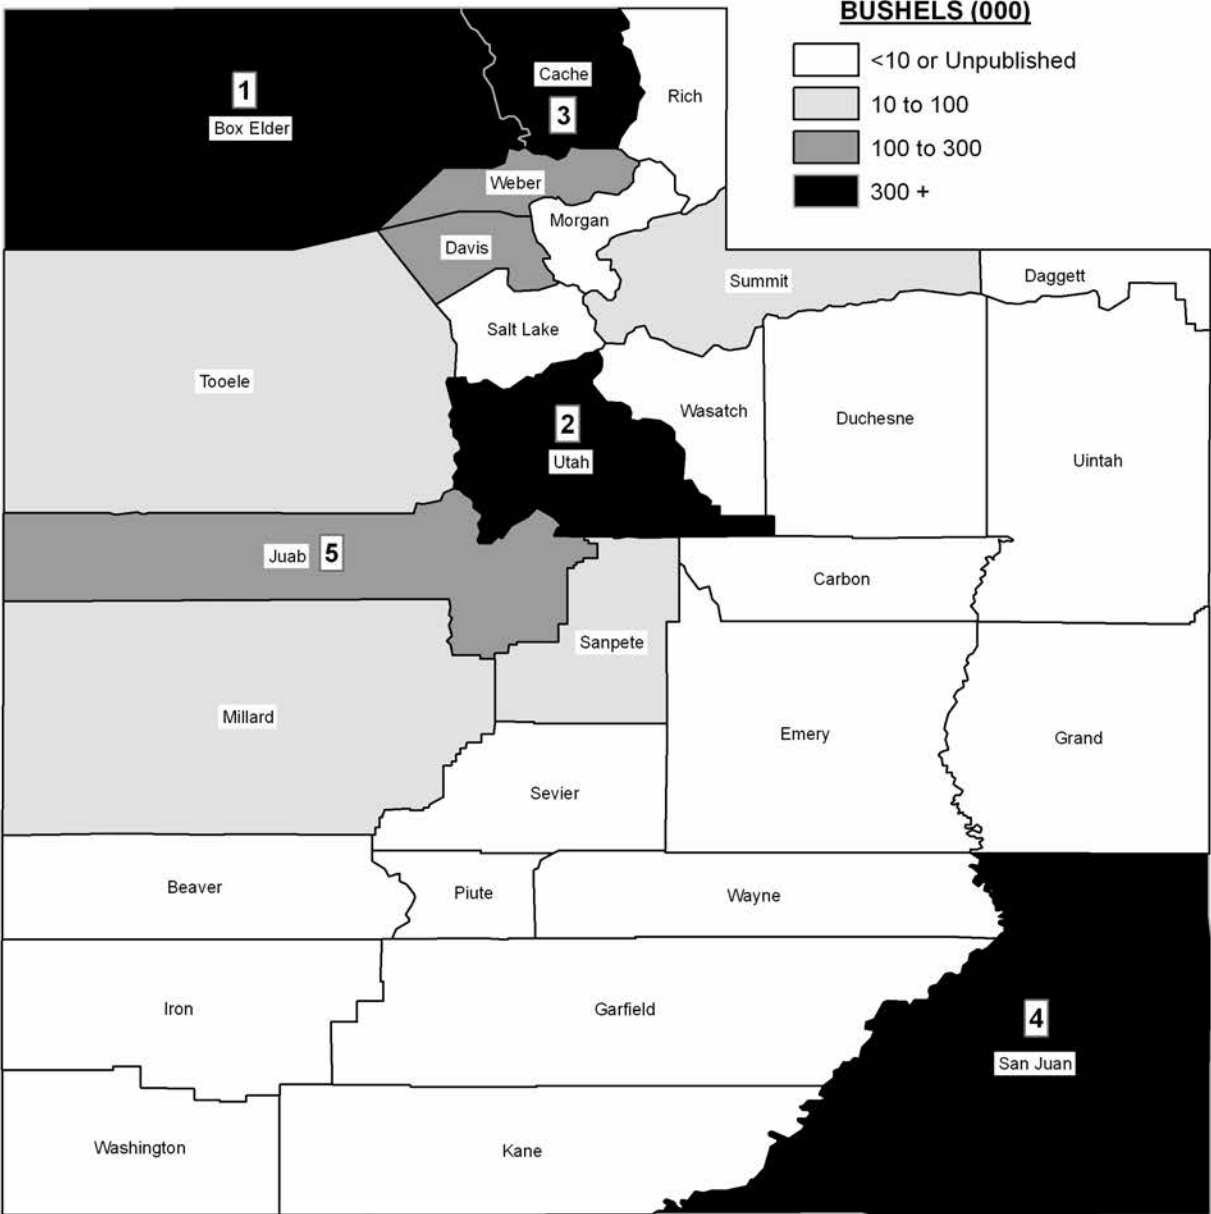 BUSHELS (000)
<10 or Unpublished
10 to 100
100 to 300
300 +
1
Box Elder
Cache
3
Rich
Weber
Morgan
Davis
Summit
Daggett
Salt Lake
Tooele
2
Utah
Wasatch
Duchesne
Uintah
Juab 5
Carbon
Sanpete
Millard
Emery
Grand
Sevier
Beaver
Piute
Wayne
Iron
Garfield
4
San Juan
Washington
Kane